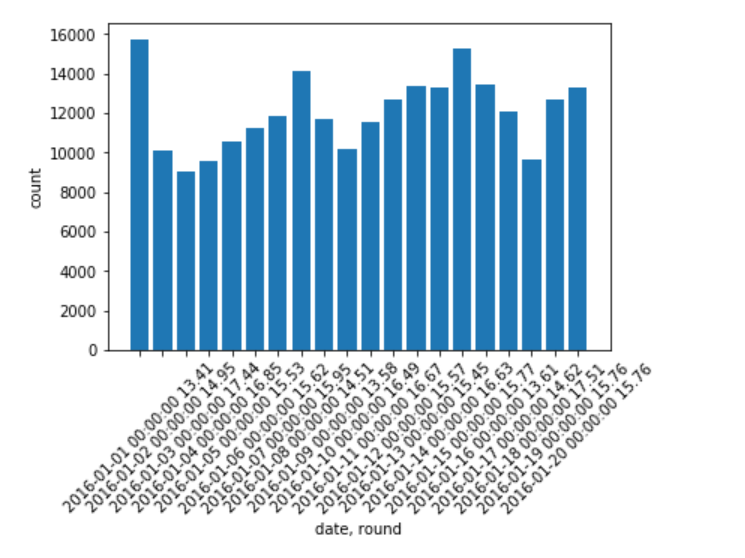 16000
14000
12000
10000
8000
6000
4000
2000
0
count
2016-01-01 00:00:00 13.41
2016-01-02 00:00:00 14.95
2016-01-03 00:00:00 17.44
2016-01-04 00:00:00 16.85
2016-01-05 00:00:00 15.53
2016-01-06 00:00:00 15.62
2016-01-07 00:00:00 15.95
2016-01-08 00:00:00 14.51
2016-01-09 00:00:00 13.58
2016-01-10 00:00:00 16.49
2016-01-11 00:00:00 16.67
2016-01-12 00:00:00 15.57
2016-01-13 00:00:00 15.45
2016-01-14 00:00:00 16.63
2016-01-15 00:00:00 15.77
2016-01-16 00:00:00 13.61
2016-01-17 00:00:00 14.62
2016-01-18 00:00:00 17.51
2016-01-19 00:00:00 15.76
2016-01-20 00:00:00 15.76
date, round